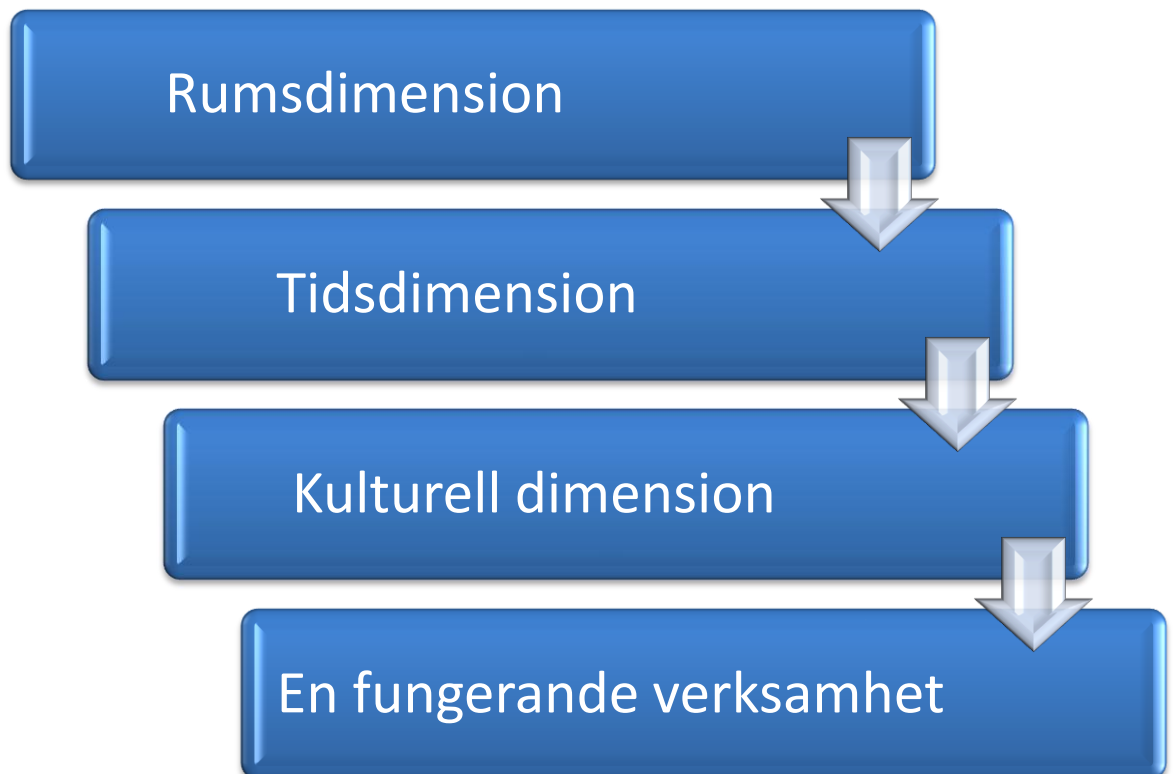 Rumsdimension
Tidsdimension
Kulturell dimension
En fungerande verksamhet